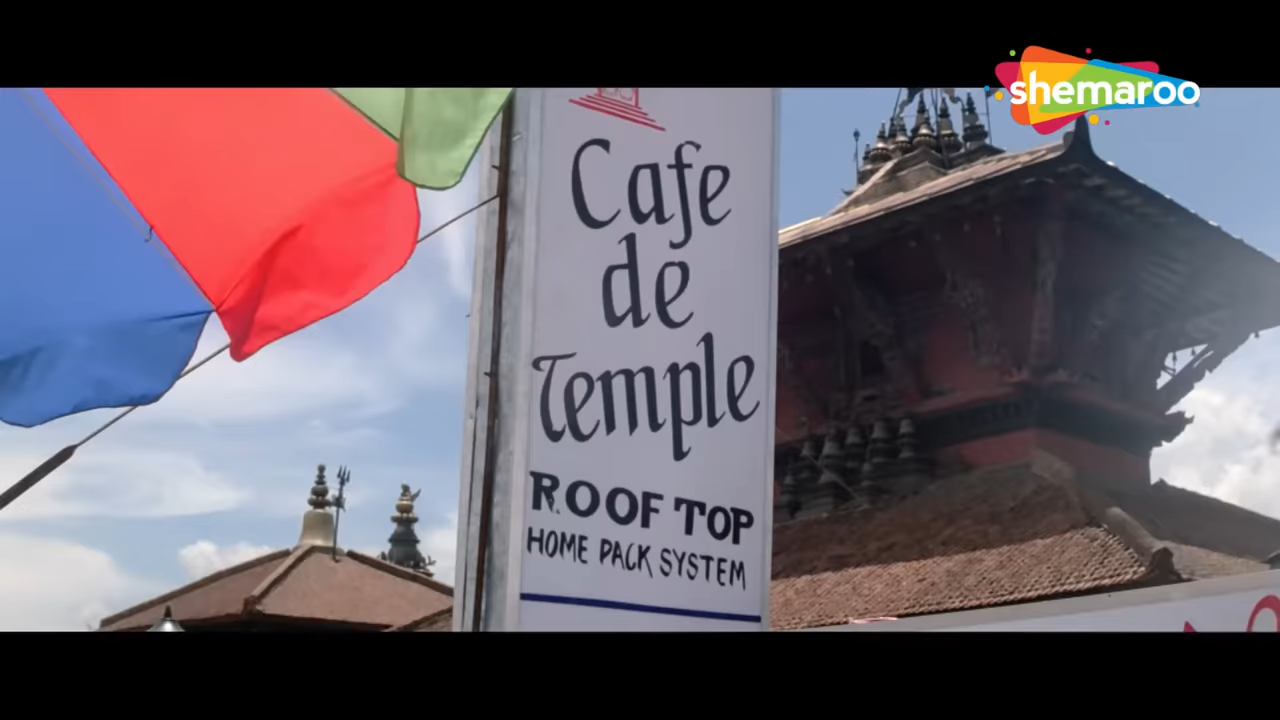 shemaroo
Cafe
de
Temple
ROOF TOP
HOME PACK SYSTEM